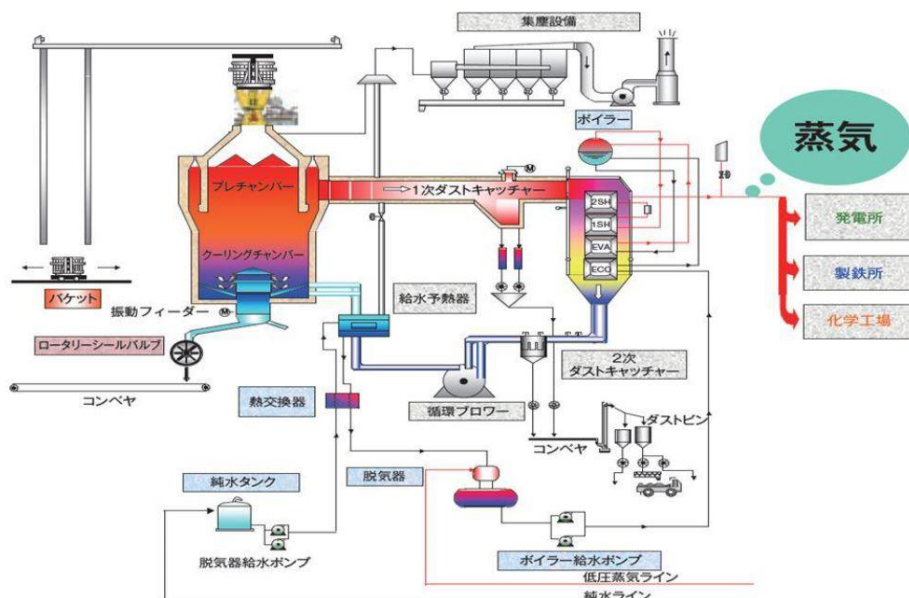 集塵設備
ボイラー
蒸気
プレチャンバー
1次ダストキャッチャー
2SH
1SH
EVA
ECO
発電所
クーリングチャンバー
製鉄所
バケット
給水予熱器
化学工場
振動フィーダー
M
M
ロータリーシールバルブ
2次
ダストキャッチャー
コンベヤ
熱交換器
循環ブロワー
ダストビン
コンベヤ
純水タンク
脱気器
脱気器給水ポンプ
ボイラー給水ポンプ
低圧蒸気ライン
純水ライン